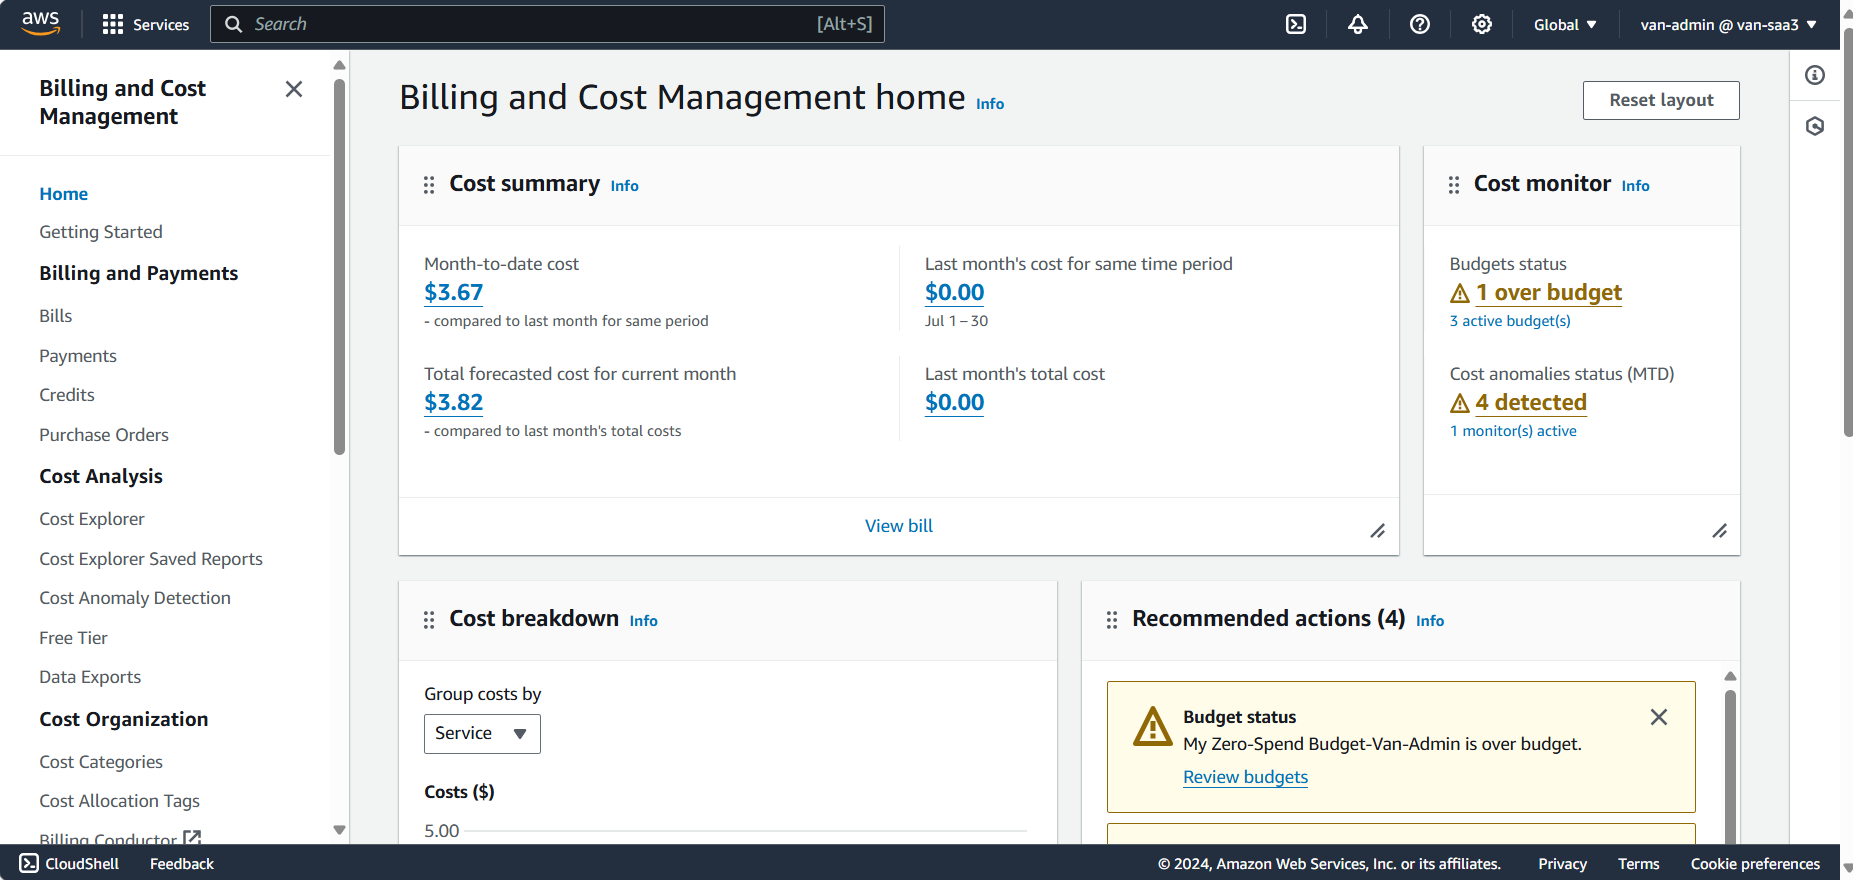 aws
Services
Search
[Alt+S]
Global
van-admin @ van-saa3
Billing and Cost
Management
Home
Getting Started
Billing and Payments
Bills
Payments
Credits
Purchase Orders
Cost Analysis
Cost Explorer
Cost Explorer Saved Reports
Cost Anomaly Detection
Free Tier
Data Exports
Cost Organization
Cost Categories
Cost Allocation Tags
Billing Conductor
Billing and Cost Management home Info
Reset layout
Cost summary Info
Month-to-date cost
$3.67
- compared to last month for same period
Last month's cost for same time period
$0.00
Jul 1 – 30
Total forecasted cost for current month
$3.82
- compared to last month's total costs
Last month's total cost
$0.00
View bill
Cost monitor Info
Budgets status
1 over budget
3 active budget(s)
Cost anomalies status (MTD)
4 detected
1 monitor(s) active
Cost breakdown Info
Group costs by
Service
Costs ($)
5.00
Recommended actions (4) Info
Budget status
My Zero-Spend Budget-Van-Admin is over budget.
Review budgets
CloudShell
Feedback
© 2024, Amazon Web Services, Inc. or its affiliates.
Privacy
Terms
Cookie preferences